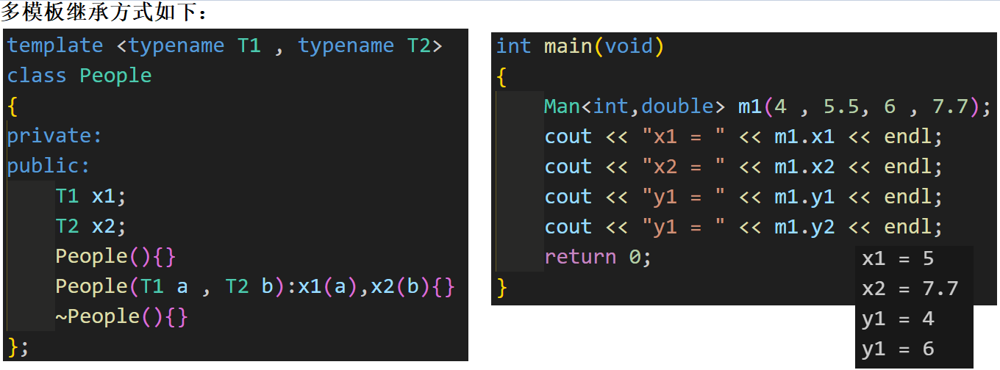 多模板继承方式如下：
template <typename T1 , typename T2>
class People
{
private:
public:
    T1 x1;
    T2 x2;
    People(){}
    People(T1 a , T2 b):x1(a),x2(b){}
    ~People(){}
};
int main(void)
{
    Man<int,double> m1(4 , 5.5, 6 , 7.7);
    cout << "x1 = " << m1.x1 << endl;
    cout << "x2 = " << m1.x2 << endl;
    cout << "y1 = " << m1.y1 << endl;
    cout << "y1 = " << m1.y2 << endl;
    return 0;
}
x1 = 5
x2 = 7.7
y1 = 4
y1 = 6